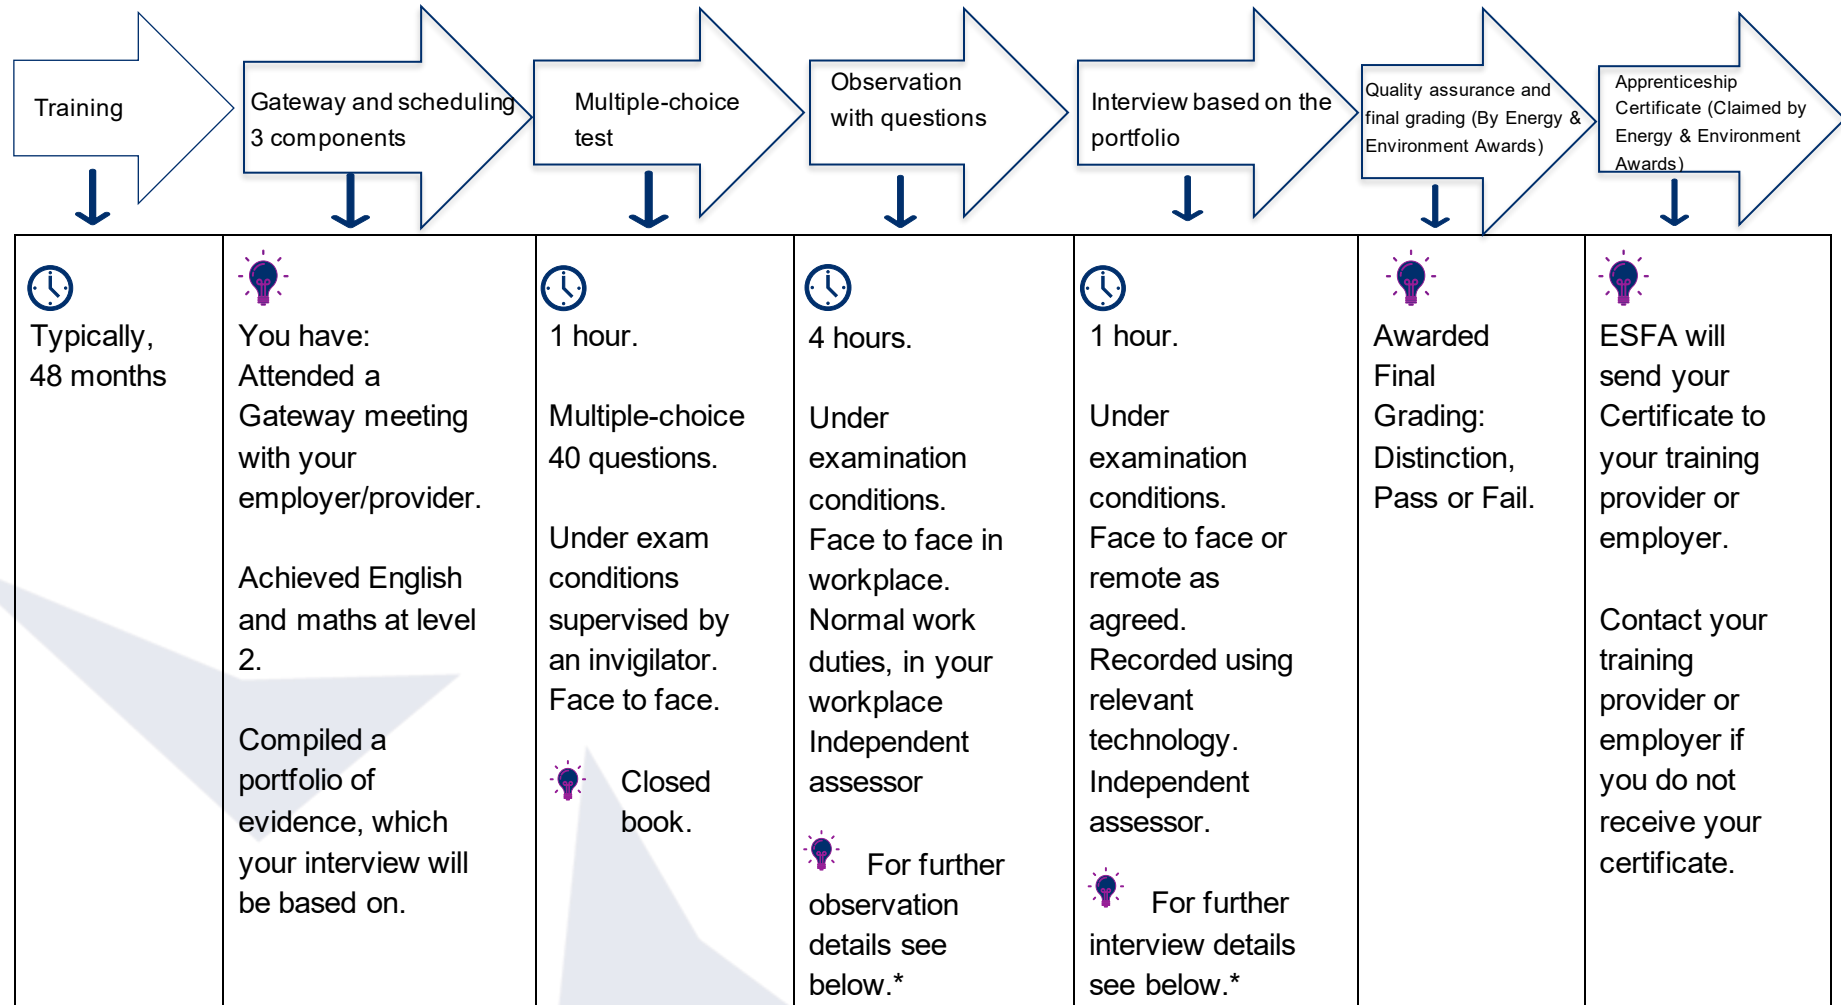 Training
Gateway and scheduling
3 components
Multiple-choice
test
Observation
with questions
Interview based on the
portfolio
Quality assurance and
final grading (By Energy &
Environment Awards)
Apprenticeship
Certificate (Claimed by
Energy & Environment
Awards)
Typically,
48 months
You have:
Attended a
Gateway meeting
with your
employer/provider.
Achieved English
and maths at level
2.
Compiled a
portfolio of
evidence, which
your interview will
be based on.
1 hour.
Multiple-choice
40 questions.
Under exam
conditions
supervised by
an invigilator.
Face to face.
Closed
book.
4 hours.
Under
examination
conditions.
Face to face in
workplace.
Normal work
duties, in your
workplace
Independent
assessor
For further
observation
details see
below.*
1 hour.
Under
examination
conditions.
Face to face or
remote as
agreed.
Recorded using
relevant
technology.
Independent
assessor.
For further
interview details
see below.*
Awarded
Final
Grading:
Distinction,
Pass or Fail.
ESFA will
send your
Certificate to
your training
provider or
employer.
Contact your
training
provider or
employer if
you do not
receive your
certificate.